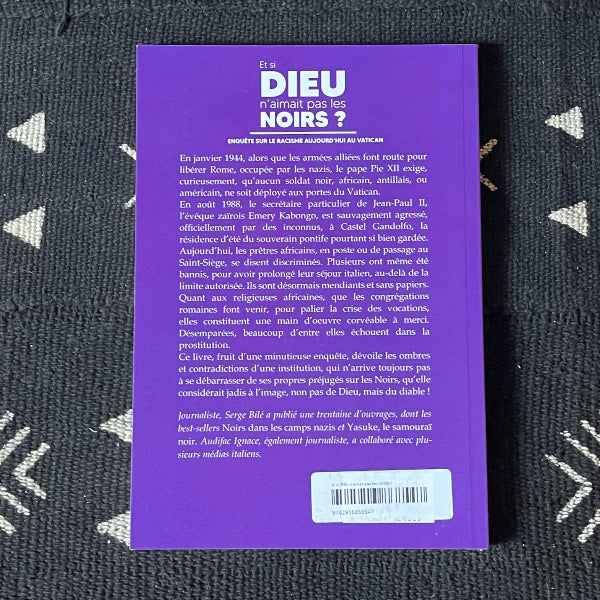 Et si
DIEU
n'aimait pas les
NOIRS ?
ENQUÊTE SUR LE RACISME AUJOURD'HUI AU VATICAN
En janvier 1944, alors que les armées alliées font route pour
libérer Rome, occupée par les nazis, le pape Pie XII exige,
curieusement, qu'aucun soldat noir, africain, antillais, ou
américain, ne soit déployé aux portes du Vatican.
En août 1988, le secrétaire particulier de Jean-Paul II,
l'évêque zaïrois Emery Kabongo, est sauvagement agressé,
officiellement par des inconnus, à Castel Gandolfo, la
résidence d'été du souverain pontife pourtant si bien gardée.
Aujourd'hui, les prêtres africains, en poste ou de passage au
Saint-Siège, se disent discriminés. Plusieurs ont même été
bannis, pour avoir prolongé leur séjour italien, au-delà de la
limite autorisée. Ils sont désormais mendiants et sans papiers.
Quant aux religieuses africaines, que les congrégations
romaines font venir, pour palier la crise des vocations,
elles constituent une main d'oeuvre corvéable à merci.
Désemparées, beaucoup d'entre elles échouent dans la
prostitution.
Ce livre, fruit d'une minutieuse enquête, dévoile les ombres
et contradictions d'une institution, qui n'arrive toujours pas
à se débarrasser de ses propres préjugés sur les Noirs, qu'elle
considérait jadis à l'image, non pas de Dieu, mais du diable !
Journaliste, Serge Bilé a publié une trentaine d'ouvrages, dont les
best-sellers Noirs dans les camps nazis et Yasuke, le samouraï
noir. Audifac Ignace, également journaliste, a collaboré avec plu-
sieurs médias italiens.